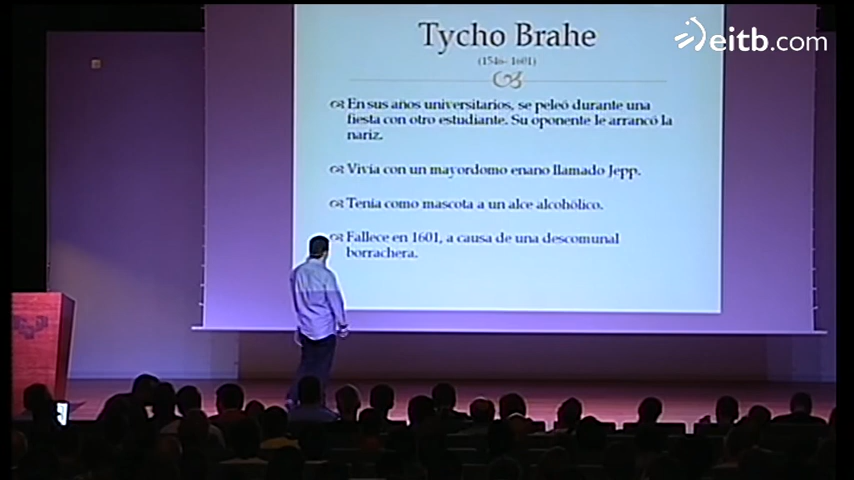 eitb.com
Tycho Brahe
(1546- 1601)
En sus años universitarios, se peleó durante una
fiesta con otro estudiante. Su oponente le arrancó la
nariz.
Vivía con un mayordomo enano llamado Jepp.
Tenía como mascota a un alce alcohólico.
Fallece en 1601, a causa de una descomunal
borrachera.